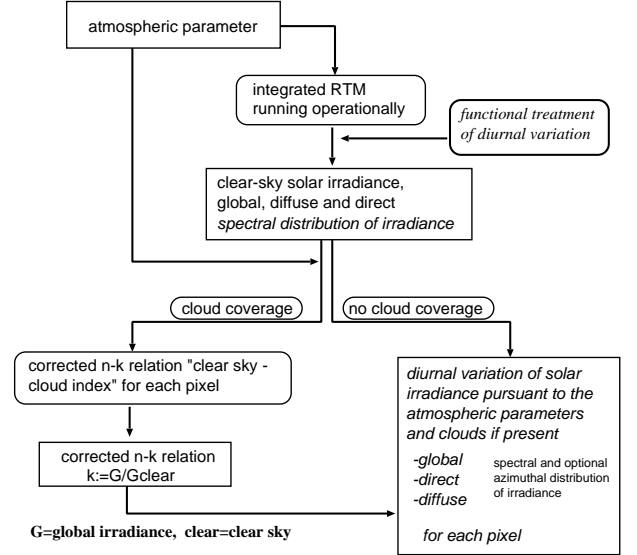 atmospheric parameter
integrated RTM
running operationally
functional treatment
of diurnal variation
clear-sky solar irradiance,
global, diffuse and direct
spectral distribution of irradiance
cloud coverage
no cloud coverage
corrected n-k relation "clear sky -
cloud index" for each pixel
diurnal variation of solar
irradiance pursuant to the
atmospheric parameters
and clouds if present
-global
-direct
-diffuse
spectral and optional
azimuthal distribution
of irradiance
for each pixel
corrected n-k relation
k:=G/Gclear
G=global irradiance, clear=clear sky